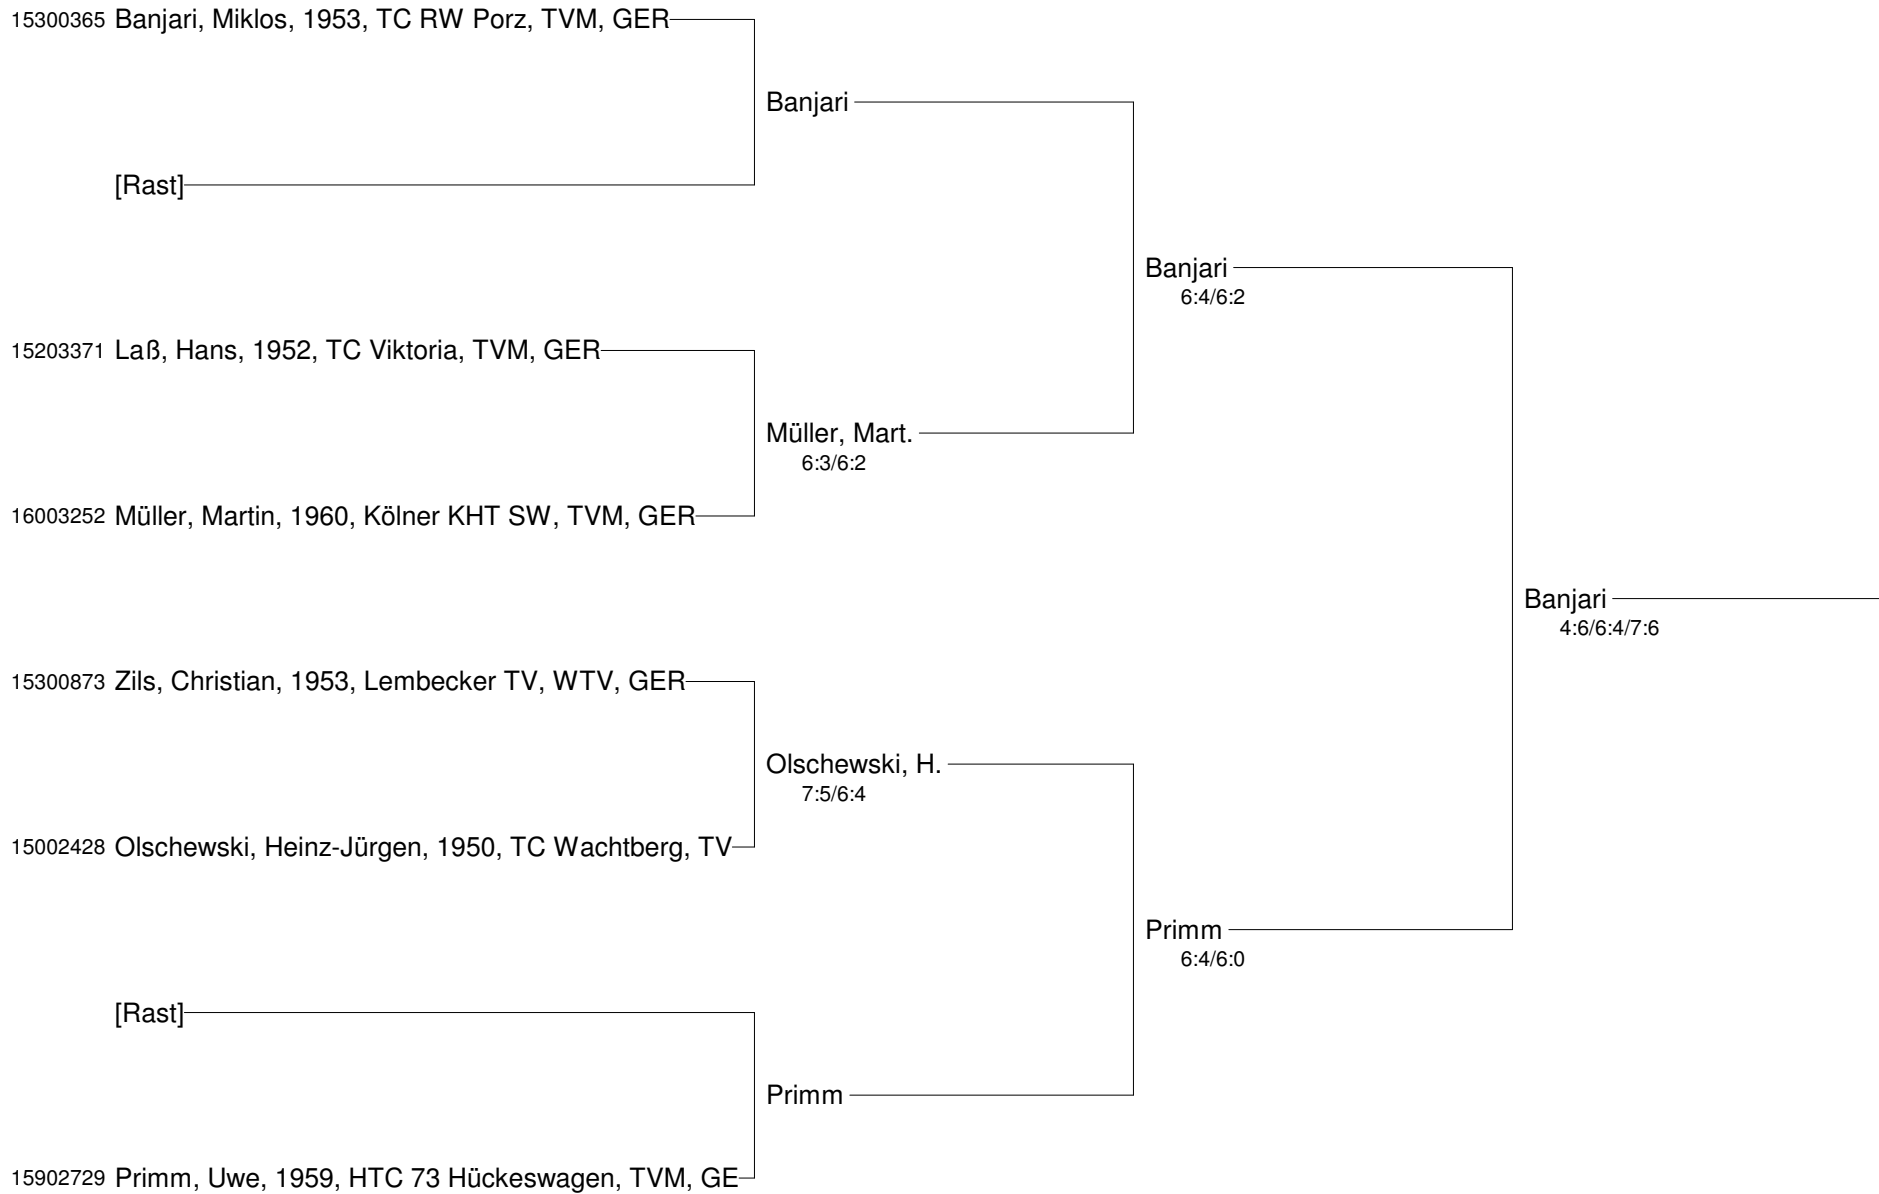 15300365 Banjari, Miklos, 1953, TC RW Porz, TVM, GER
Banjari
[Rast]
Banjari
6:4/6:2
15203371 Laß, Hans, 1952, TC Viktoria, TVM, GER
Müller, Mart.
6:3/6:2
16003252 Müller, Martin, 1960, Kölner KHT SW, TVM, GER
Banjari
4:6/6:4/7:6
15300873 Zils, Christian, 1953, Lembecker TV, WTV, GER
Olschewski, H.
7:5/6:4
15002428 Olschewski, Heinz-Jürgen, 1950, TC Wachtberg, TV
Primm
6:4/6:0
[Rast]
Primm
15902729 Primm, Uwe, 1959, HTC 73 Hückeswagen, TVM, GE